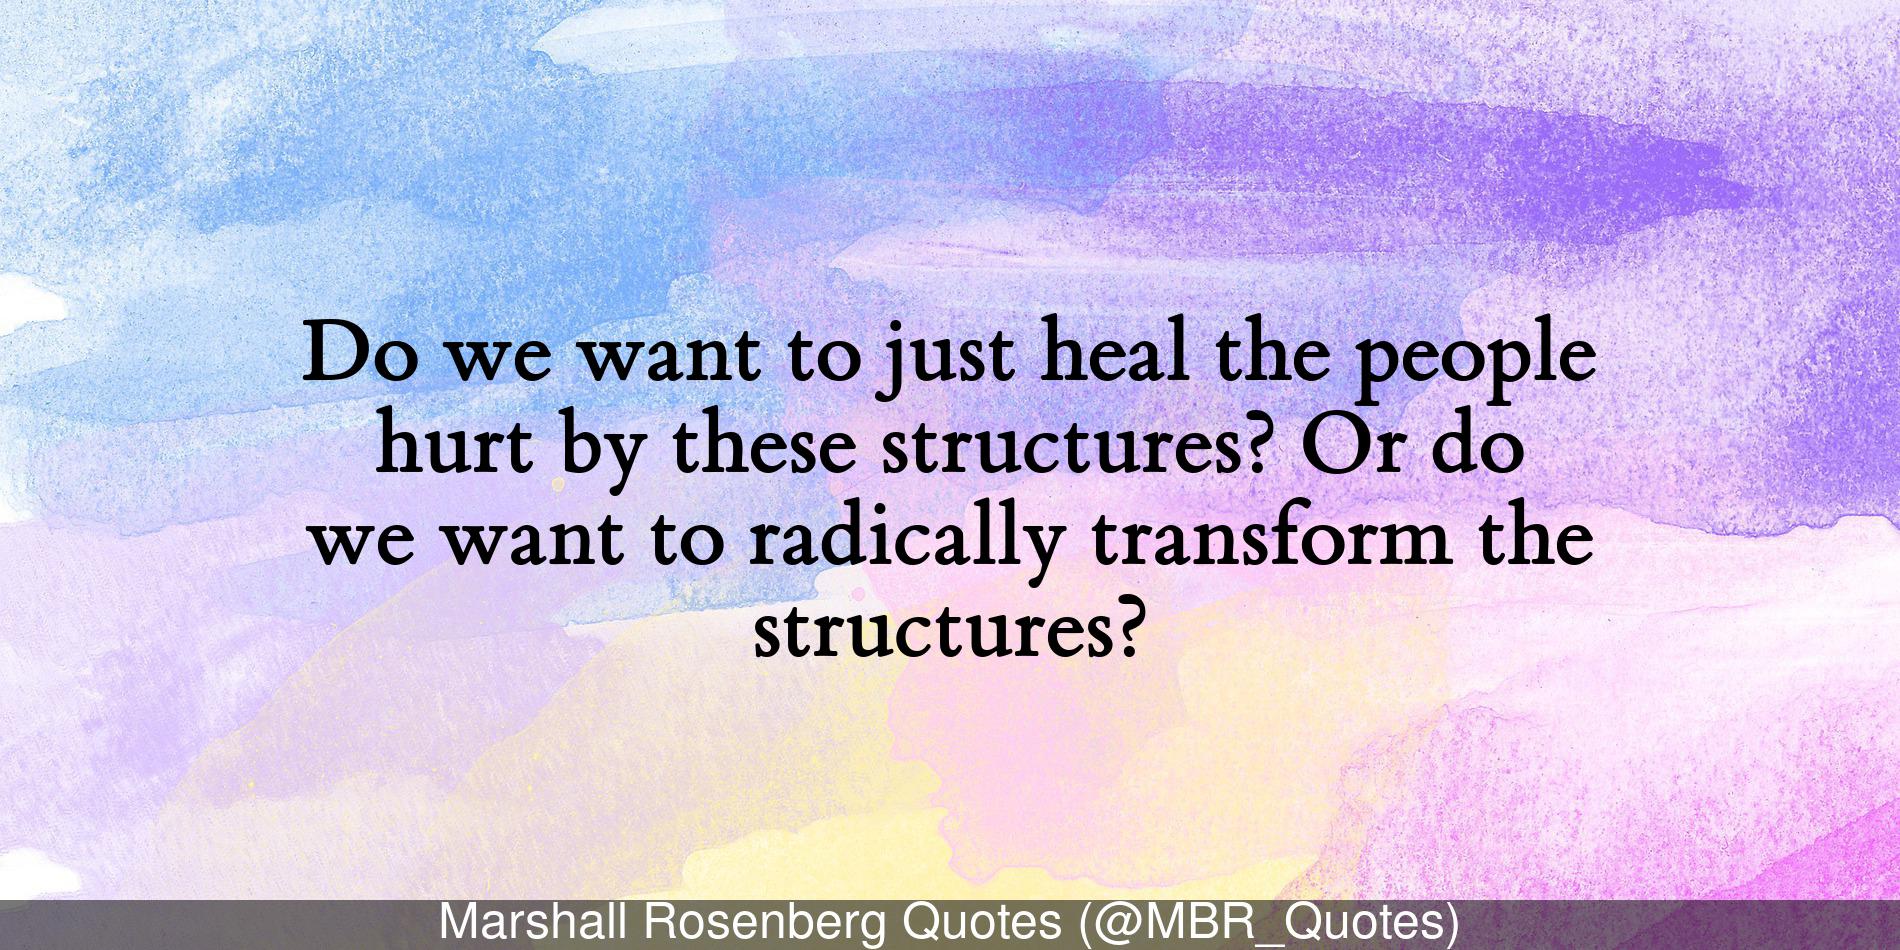 Do we want to just heal the people
hurt by these structures? Or do
we want to radically transform the
structures?
Marshall Rosenberg Quotes (@MBR_Quotes)